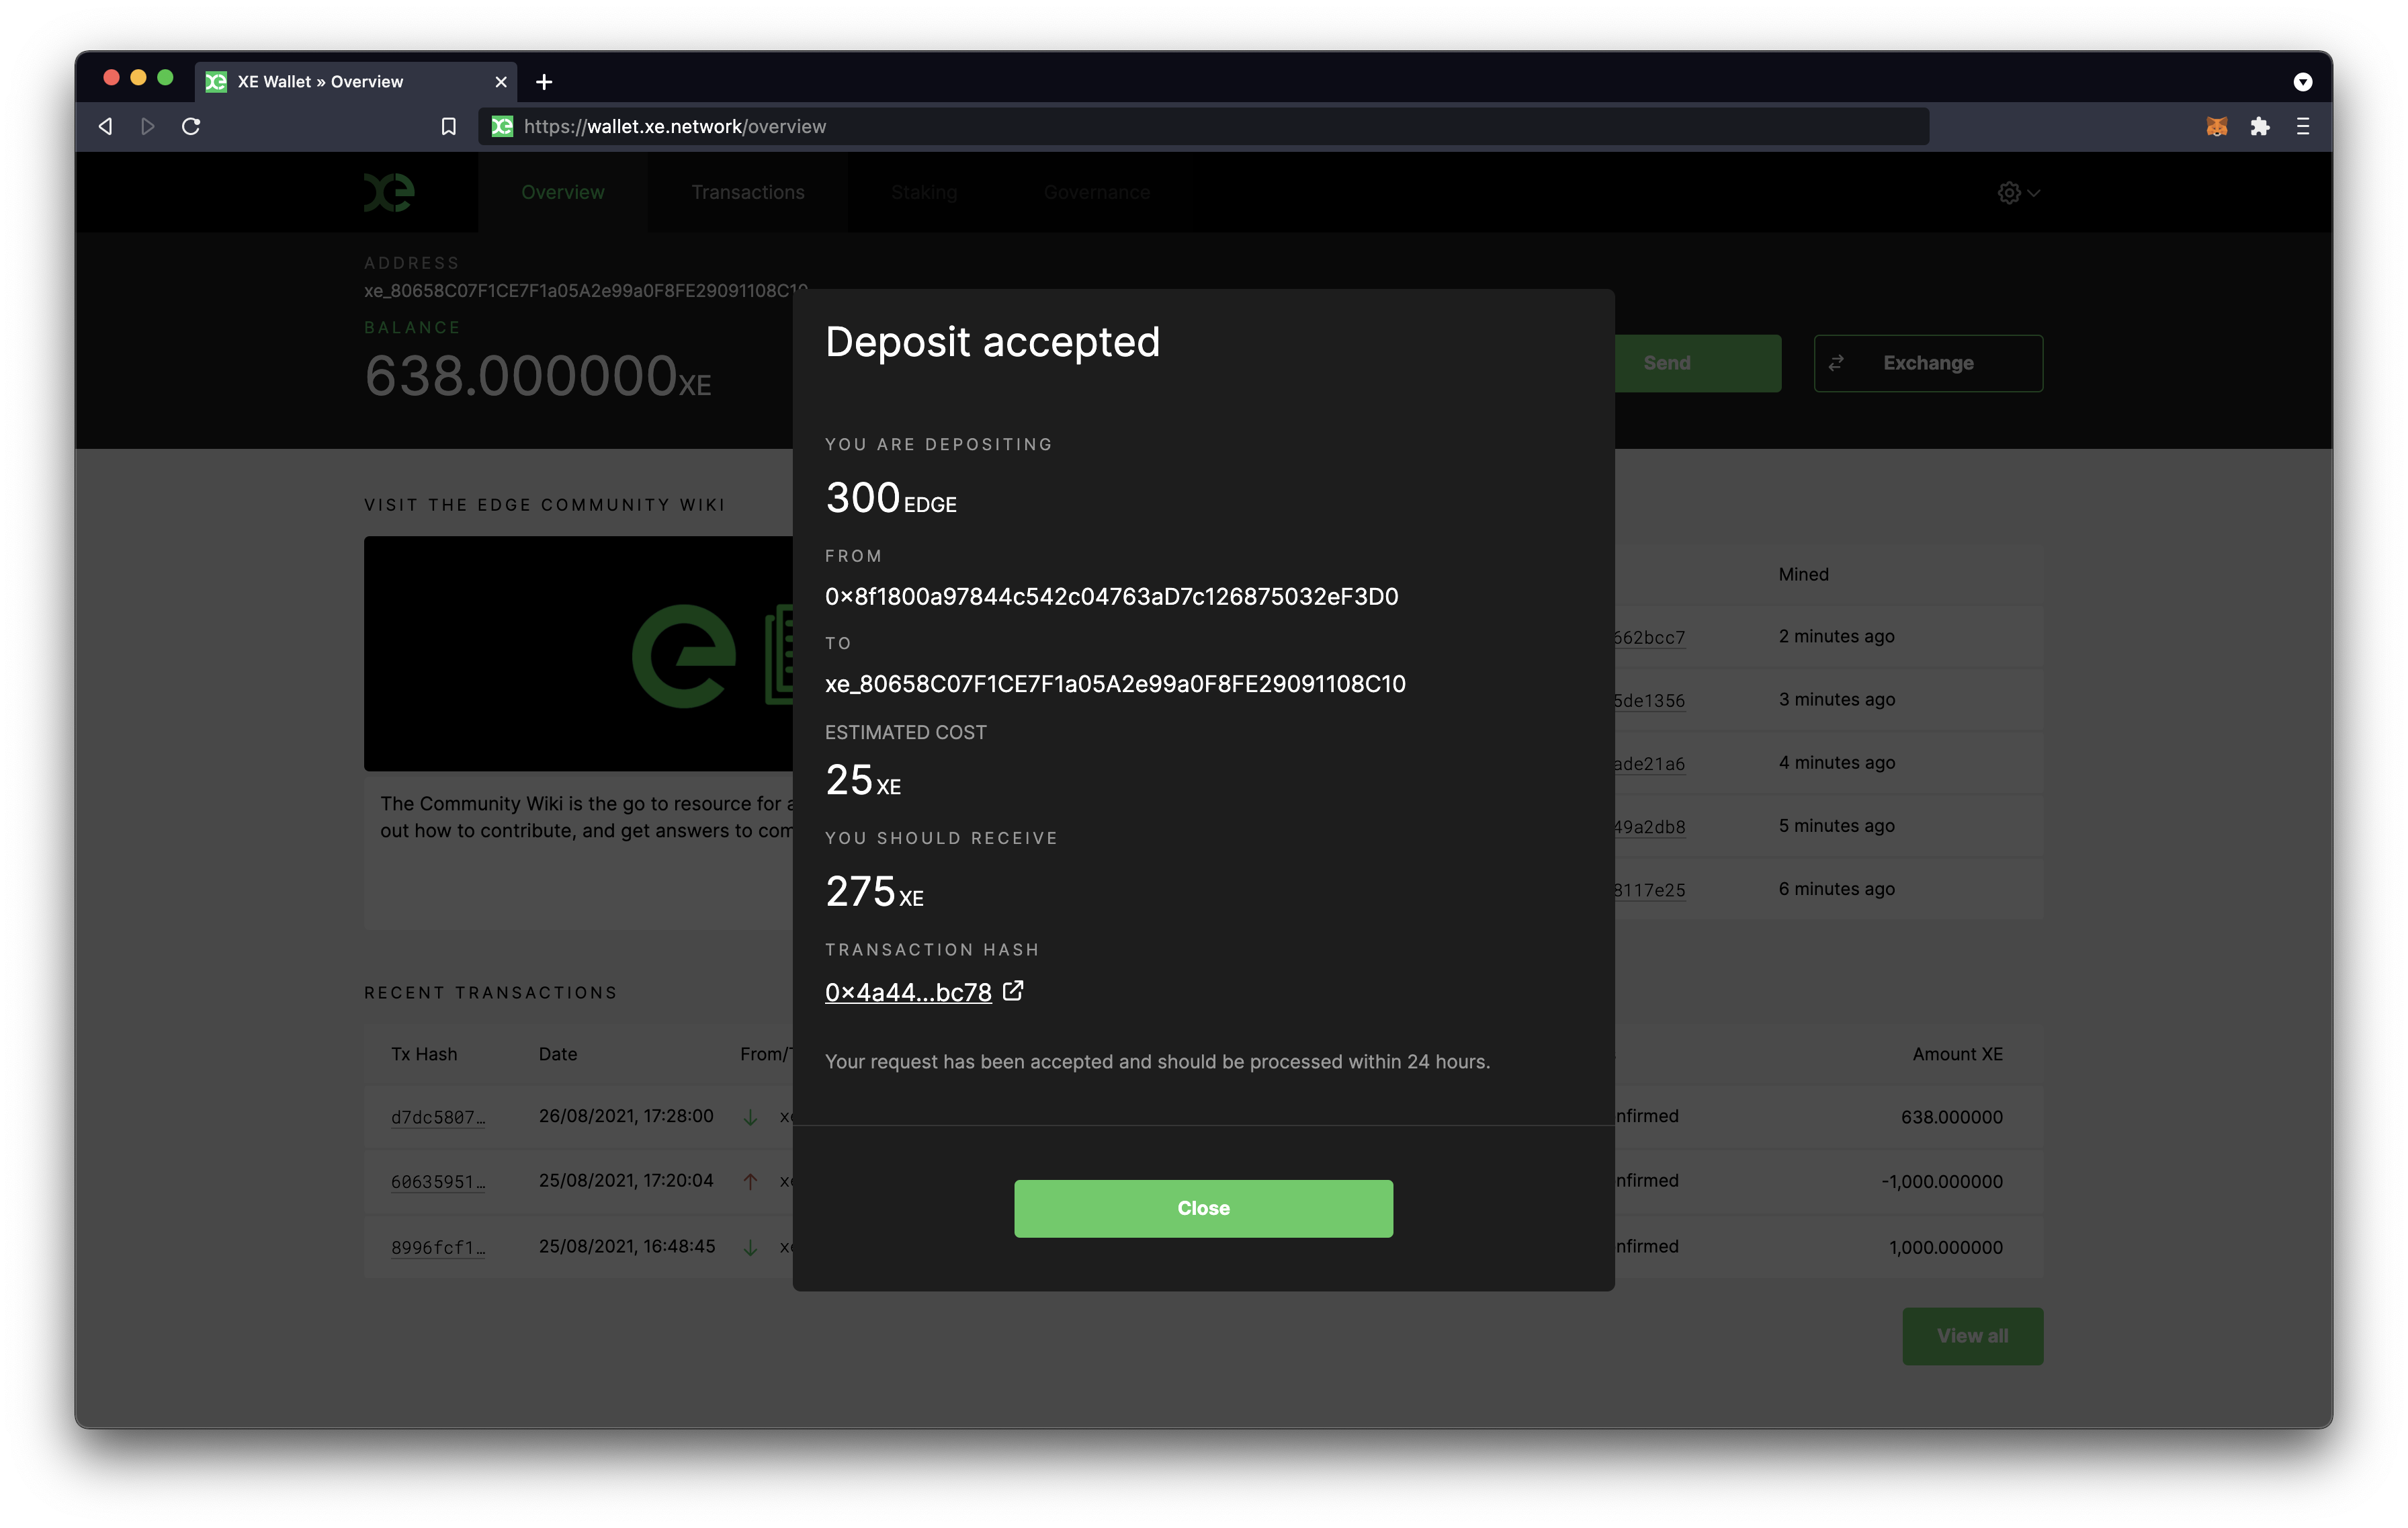 XE Wallet » Overview
https://wallet.xe.network/overview
xe
Overview
Transactions
Staking
Governance
ADDRESS
xe_80658C07F1CE7F1a05A2e99a0F8FE29091108C10
BALANCE
638.000000XE
Send
Exchange
Deposit accepted
YOU ARE DEPOSITING
300 EDGE
FROM
0×8f1800a97844c542c04763aD7c126875032eF3D0
TO
xe_80658C07F1CE7F1a05A2e99a0F8FE29091108C10
ESTIMATED COST
25 XE
YOU SHOULD RECEIVE
275 XE
TRANSACTION HASH
0×4a44...bc78
Your request has been accepted and should be processed within 24 hours.
Close
VISIT THE EDGE COMMUNITY WIKI
The Community Wiki is the go to resource for
out how to contribute, and get answers to
Mined
662bcc7 2 minutes ago
5de1356 3 minutes ago
ade21a6 4 minutes ago
49a2db8 5 minutes ago
8117e25 6 minutes ago
RECENT TRANSACTIONS
Tx Hash Date From/ Amount XE
d7dc5807… 26/08/2021, 17:28:00 nfirmed 638.000000
60635951… 25/08/2021, 17:20:04 nfirmed -1,000.000000
8996fcf1… 25/08/2021, 16:48:45 nfirmed 1,000.000000
View all